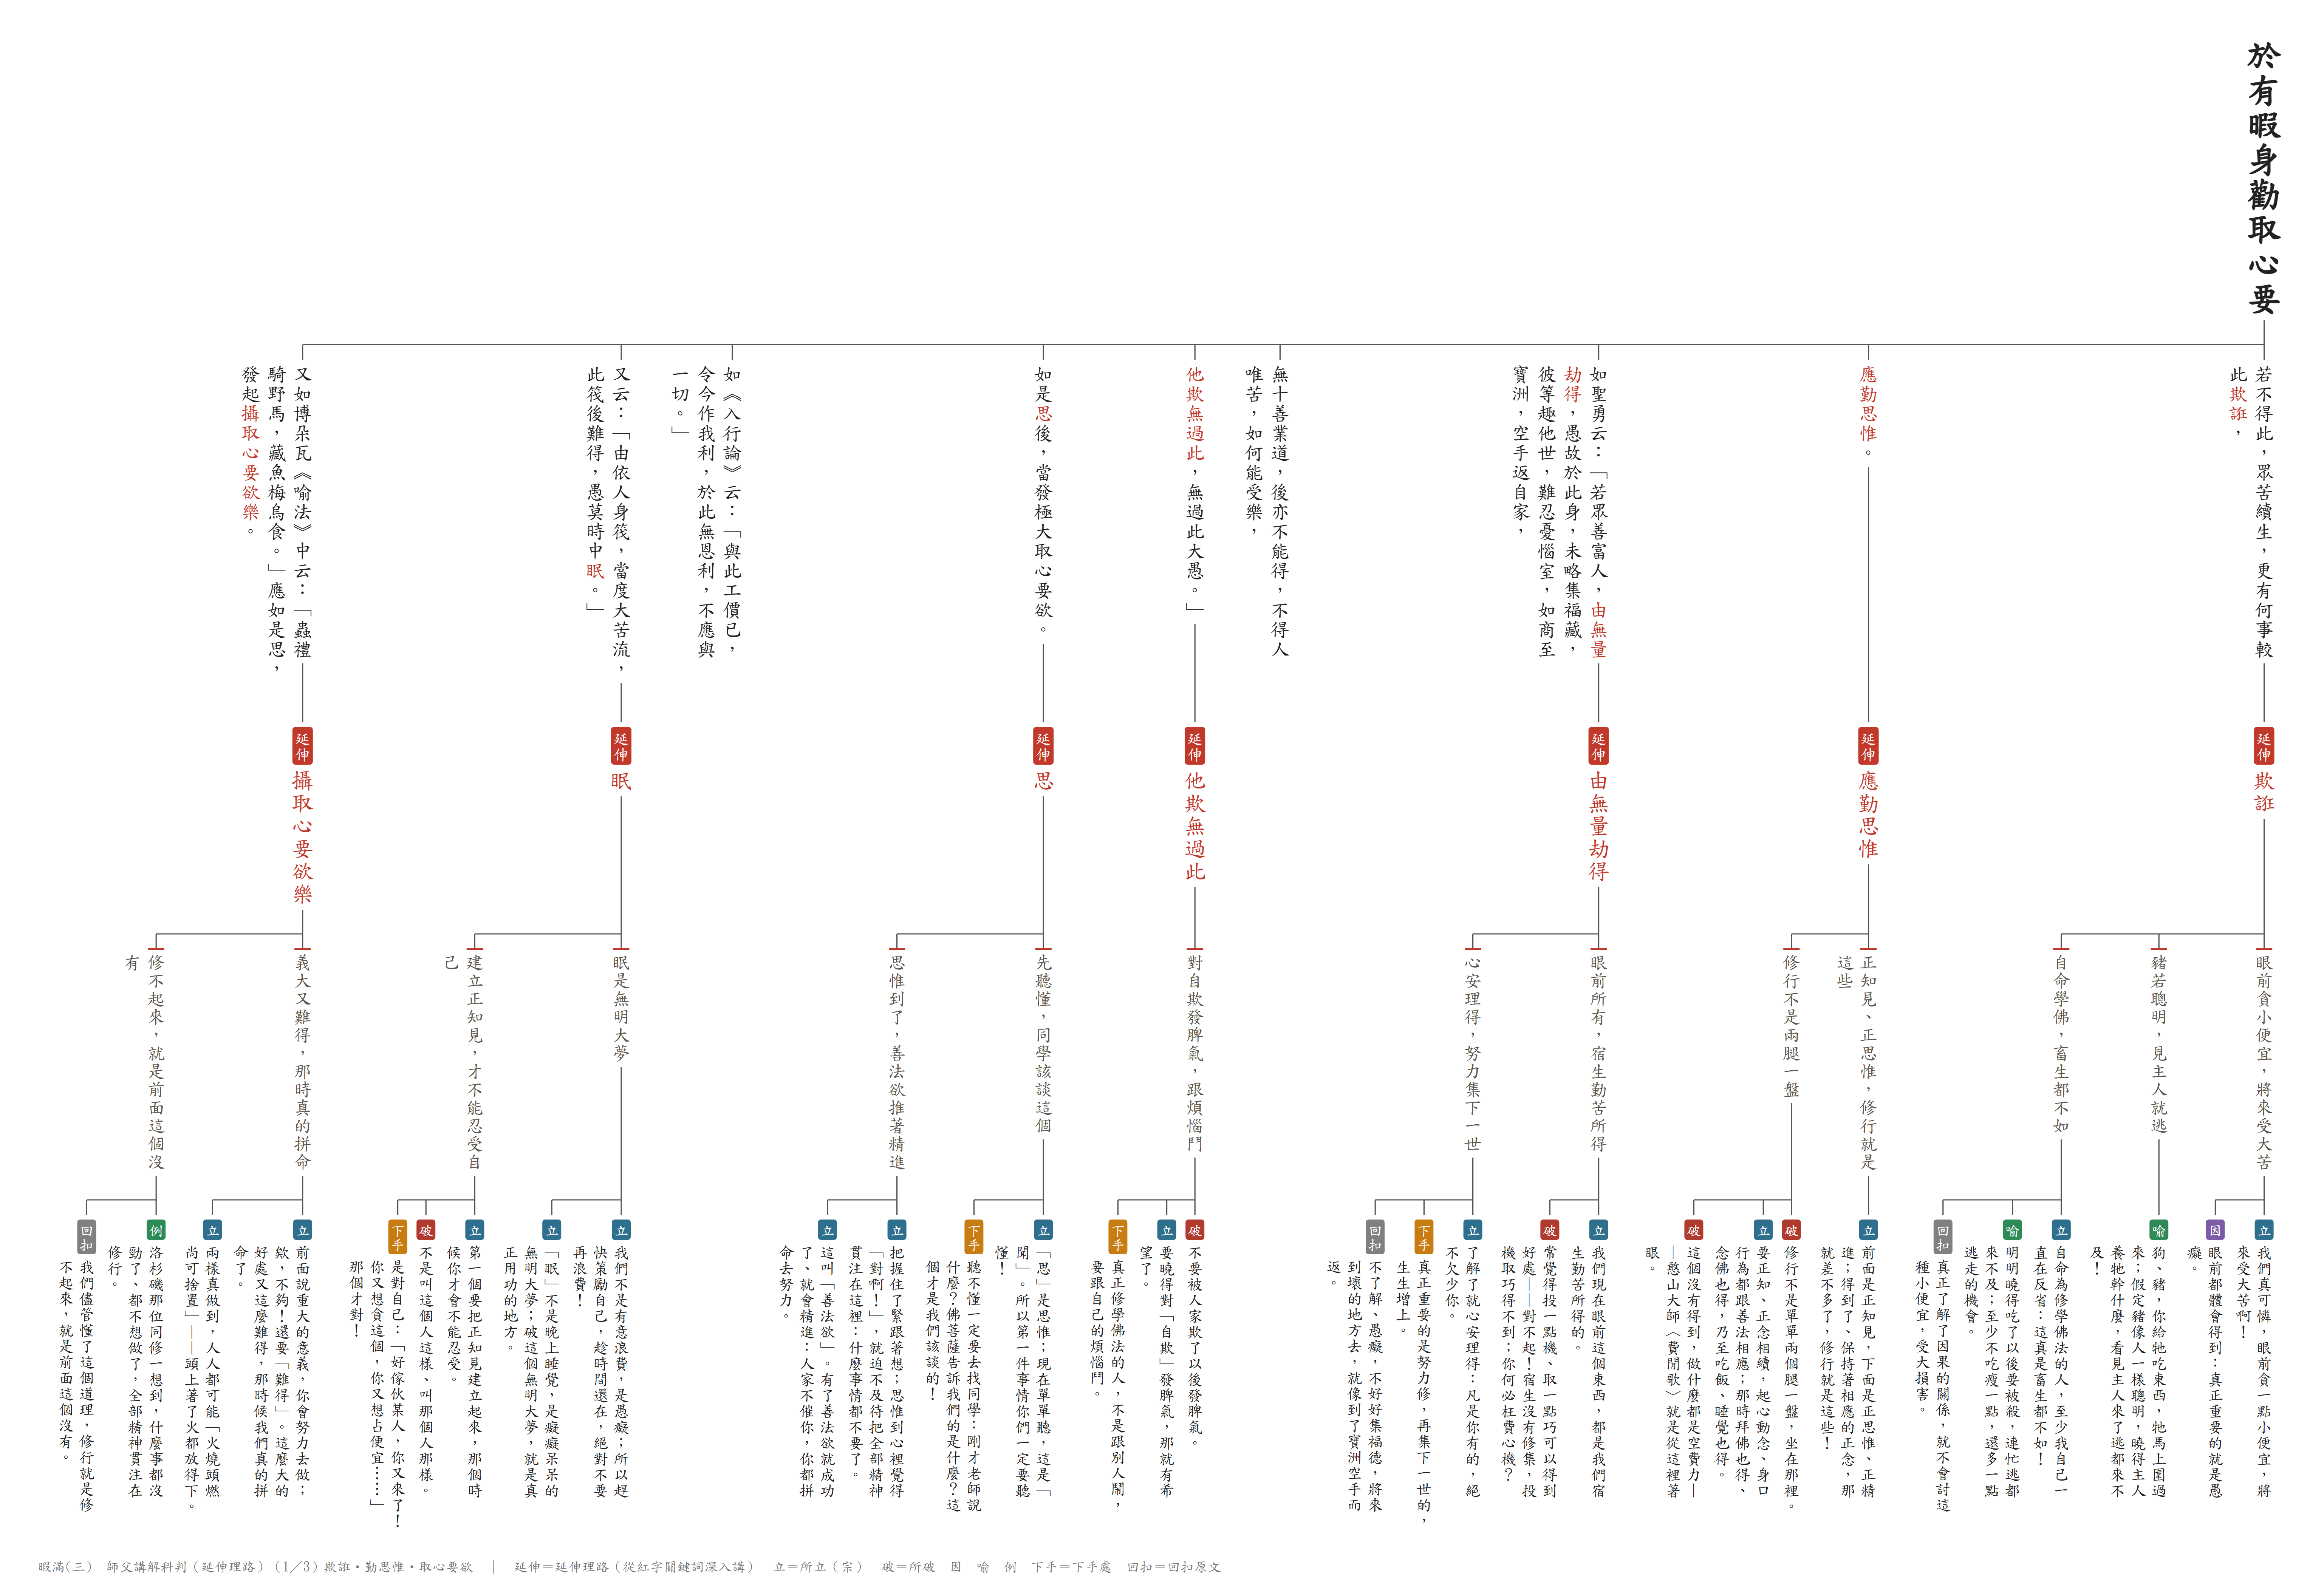 於有暇身勸取心要
若不得此，眾苦續生，更有何事較
此欺誑，
應勤思惟。
如聖勇云：「若眾善富人，由無量
劫得，愚故於此身，未略集福藏，
彼等趣他世，難忍憂惱室，如商至
寶洲，空手返自家，
無十善業道，後亦不能得，不得人
唯苦，如何能受樂，
他欺無過此，無過此大愚。」
如是思後，當發極大取心要欲。
如《入行論》云：「與此工價已，
令今作我利，於此無恩利，不應與
一切。」
又云：「由依人身筏，當度大苦流，
此筏後難得，愚莫時中眠。」
又如博朵瓦《喻法》中云：「蟲禮
騎野馬，藏魚梅烏食。」應如是思，
發起攝取心要欲樂。
延伸 欺誑
延伸 應勤思惟
延伸 由無量劫得
延伸 他欺無過此
延伸 思
延伸 眠
延伸 攝取心要欲樂
眼前貪小便宜，將來受大苦
豬若聰明，見主人就逃
自命學佛，畜生都不如
正知見、正思惟，修行就是
這些
修行不是兩腿一盤
眼前所有，宿生勤苦所得
心安理得，努力集下一世
對自欺發脾氣，跟煩惱鬥
先聽懂，同學該談這個
思惟到了，善法欲推著精進
眠是無明大夢
建立正知見，才不能忍受自
己
義大又難得，那時真的拼命
修不起來，就是前面這個沒
有
立
我們真可憐，眼前貪一點小便宜，將
來受大苦啊！
因
眼前都體會得到：真正重要的就是愚
癡。
喻
狗、豬，你給牠吃東西，牠馬上圍過
來；假定豬像人一樣聰明，曉得主人
養牠幹什麼，看見主人來了逃都來不
及！
立
自命為修學佛法的人，至少我自己一
直在反省：這真是畜生都不如！
喻
明明曉得吃了以後要被殺，連忙逃都
來不及；至少不吃瘦一點，還多一點
逃走的機會。
回扣
真正了解了因果的關係，就不會討這
種小便宜，受大損害。
立
前面是正知見，下面是正思惟、正精
進；得到了、保持著相應的正念，那
就差不多了，修行就是這些！
破
修行不是單單兩個腿一盤，坐在那裡。
立
要正知、正念相續，起心動念、身口
行為都跟善法相應；那時拜佛也得、
念佛也得，乃至吃飯、睡覺也得。
破
這個沒有得到，做什麼都是空費力—
—憨山大師〈費閒歌〉就是從這裡著
眼。
立
我們現在眼前這個東西，都是我們宿
生勤苦所得的。
破
常覺得投一點機、取一點巧可以得到
好處——對不起！宿生沒有修集，投
機取巧得不到；你何必枉費心機？
立
了解了就心安理得：凡是你有的，絕
不欠少你。
下手
真正重要的是努力修，再集下一世的，
生生增上。
回扣
不了解、愚癡，不好好集福德，將來
到壞的地方去，就像到了寶洲空手而
返。
破
不要被人家欺了以後發脾氣。
立
要曉得對「自欺」發脾氣，那就有希
望了。
下手
真正修學佛法的人，不是跟別人鬧，
要跟自己的煩惱鬥。
立
「思」是思惟；現在單單聽，這是「
聞」。所以第一件事情你們一定要聽
懂！
下手
聽不懂一定要去找同學：剛才老師說
什麼？佛菩薩告訴我們的是什麼？這
個才是我們該談的！
立
把握住了緊跟著想；思惟到心裡覺得
「對啊！」，就迫不及待把全部精神
貫注在這裡：什麼事情都不要了。
立
這叫「善法欲」。有了善法欲就成功
了、就會精進：人家不催你，你都拼
命去努力。
立
我們不是有意浪費，是愚癡；所以趕
快策勵自己，趁時間還在，絕對不要
再浪費！
立
「眠」不是晚上睡覺，是癡癡呆呆的
無明大夢；破這個無明大夢，就是真
正用功的地方。
立
第一個要把正知見建立起來，那個時
候你才會不能忍受。
破
不是叫這個人這樣、叫那個人那樣。
下手
是對自己：「好傢伙某人，你又來了！
你又想貪這個，你又想占便宜……」
那個才對！
立
前面說重大的意義，你會努力去做；
欸，不夠！還要「難得」。這麼大的
好處又這麼難得，那時候我們真的拼
命了。
立
兩樣真做到，人人都可能「火燒頭燃
尚可捨置」——頭上著了火都放得下。
例
洛杉磯那位同修一想到，什麼事都沒
勁了、都不想做了，全部精神貫注在
修行。
回扣
我們儘管懂了這個道理，修行就是修
不起來，就是前面這個沒有。
暇滿(三)　師父講解科判（延伸理路）（1／3）欺誑・勤思惟・取心要欲　｜　延伸＝延伸理路（從紅字關鍵詞深入講）　立＝所立（宗）　破＝所破　因　喻　例　下手＝下手處　回扣＝回扣原文